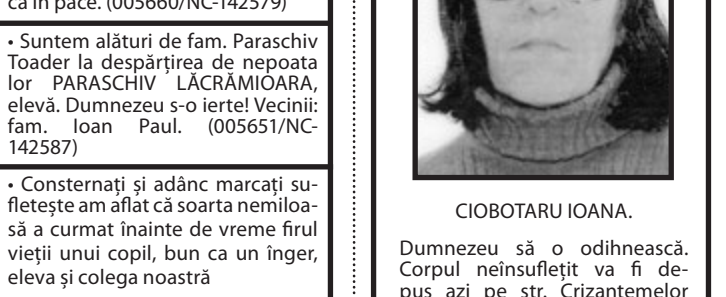 ca în pace. (005660/NC-142579)
• Suntem alături de fam. Paraschiv
Toader la despărțirea de nepoata
lor PARASCHIV LĂCRĂMIOARA,
elevă. Dumnezeu s-o ierte! Vecinii:
fam. Ioan Paul. (005651/NC-
142587)
• Consternați și adânc marcați su-
fletește am aflat că soarta nemiloa-
să a curmat înainte de vreme firul
vieții unui copil, bun ca un înger,
eleva și colega noastră
CIOBOTARU IOANA.
Dumnezeu să o odihnească.
Corpul neînsuflețit va fi de-
pus azi pe str. Crizantemelor